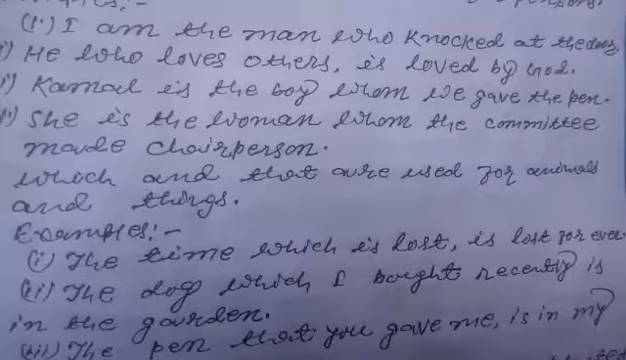 (i) I am the man who knocked at the door
i) He who loves others, is loved by God.
i) Kamal is the boy whom we gave the pen.
She is the woman whom the committee
made chairperson.
which and that are used for animals
and things.
Examples:-
(i) The time which is lost, is lost for ever.
(ii) The dog which I bought recently is
in the garden.
(iii) The pen that you gave me, is in my